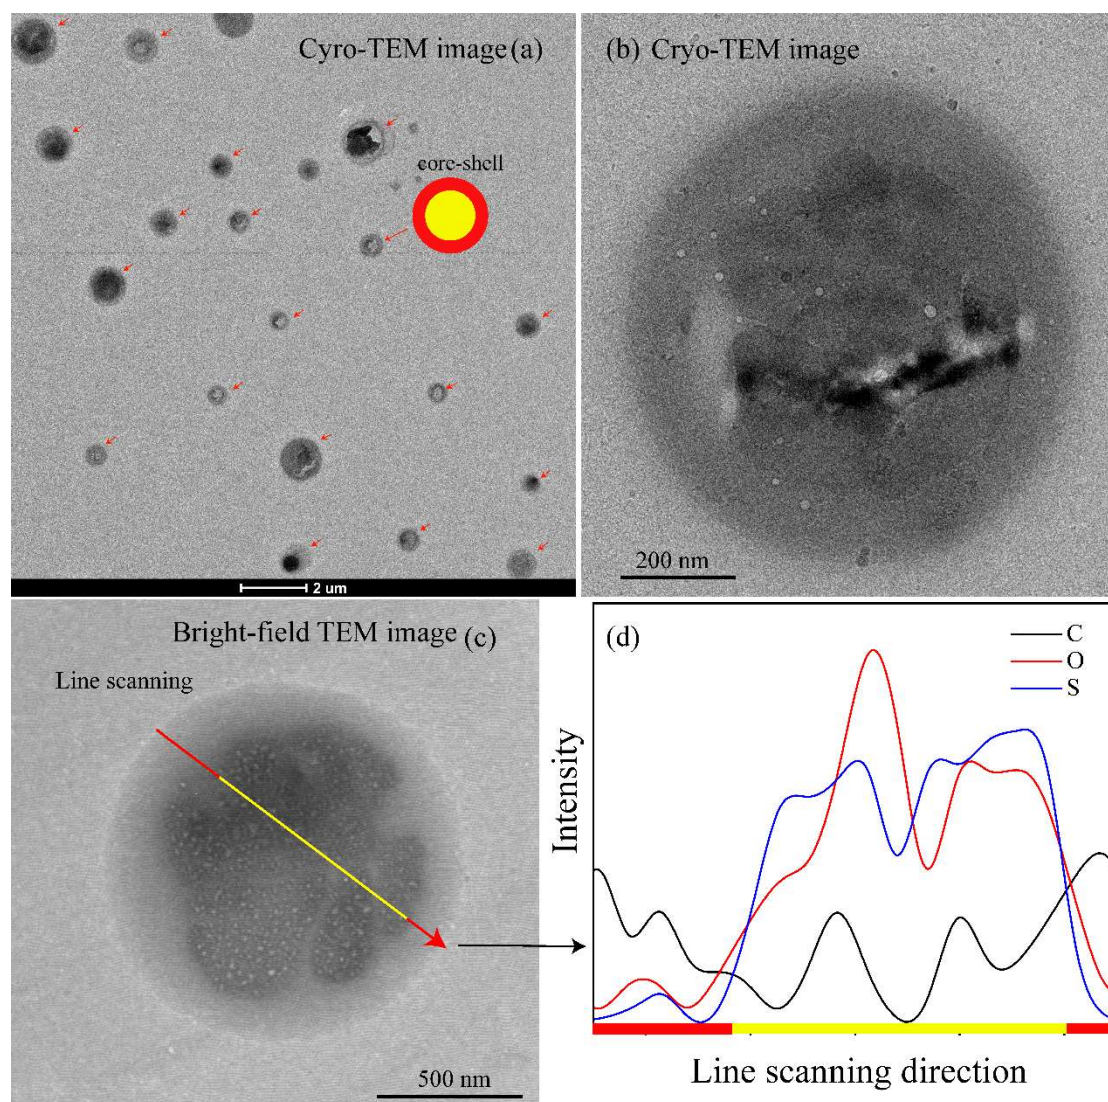 Cyro-TEM image (a)
core-shell
2 um
(b) Cryo-TEM image
200 nm
Bright-field TEM image (c)
Line scanning
500 nm
(d)
C
O
S
Intensity
Line scanning direction